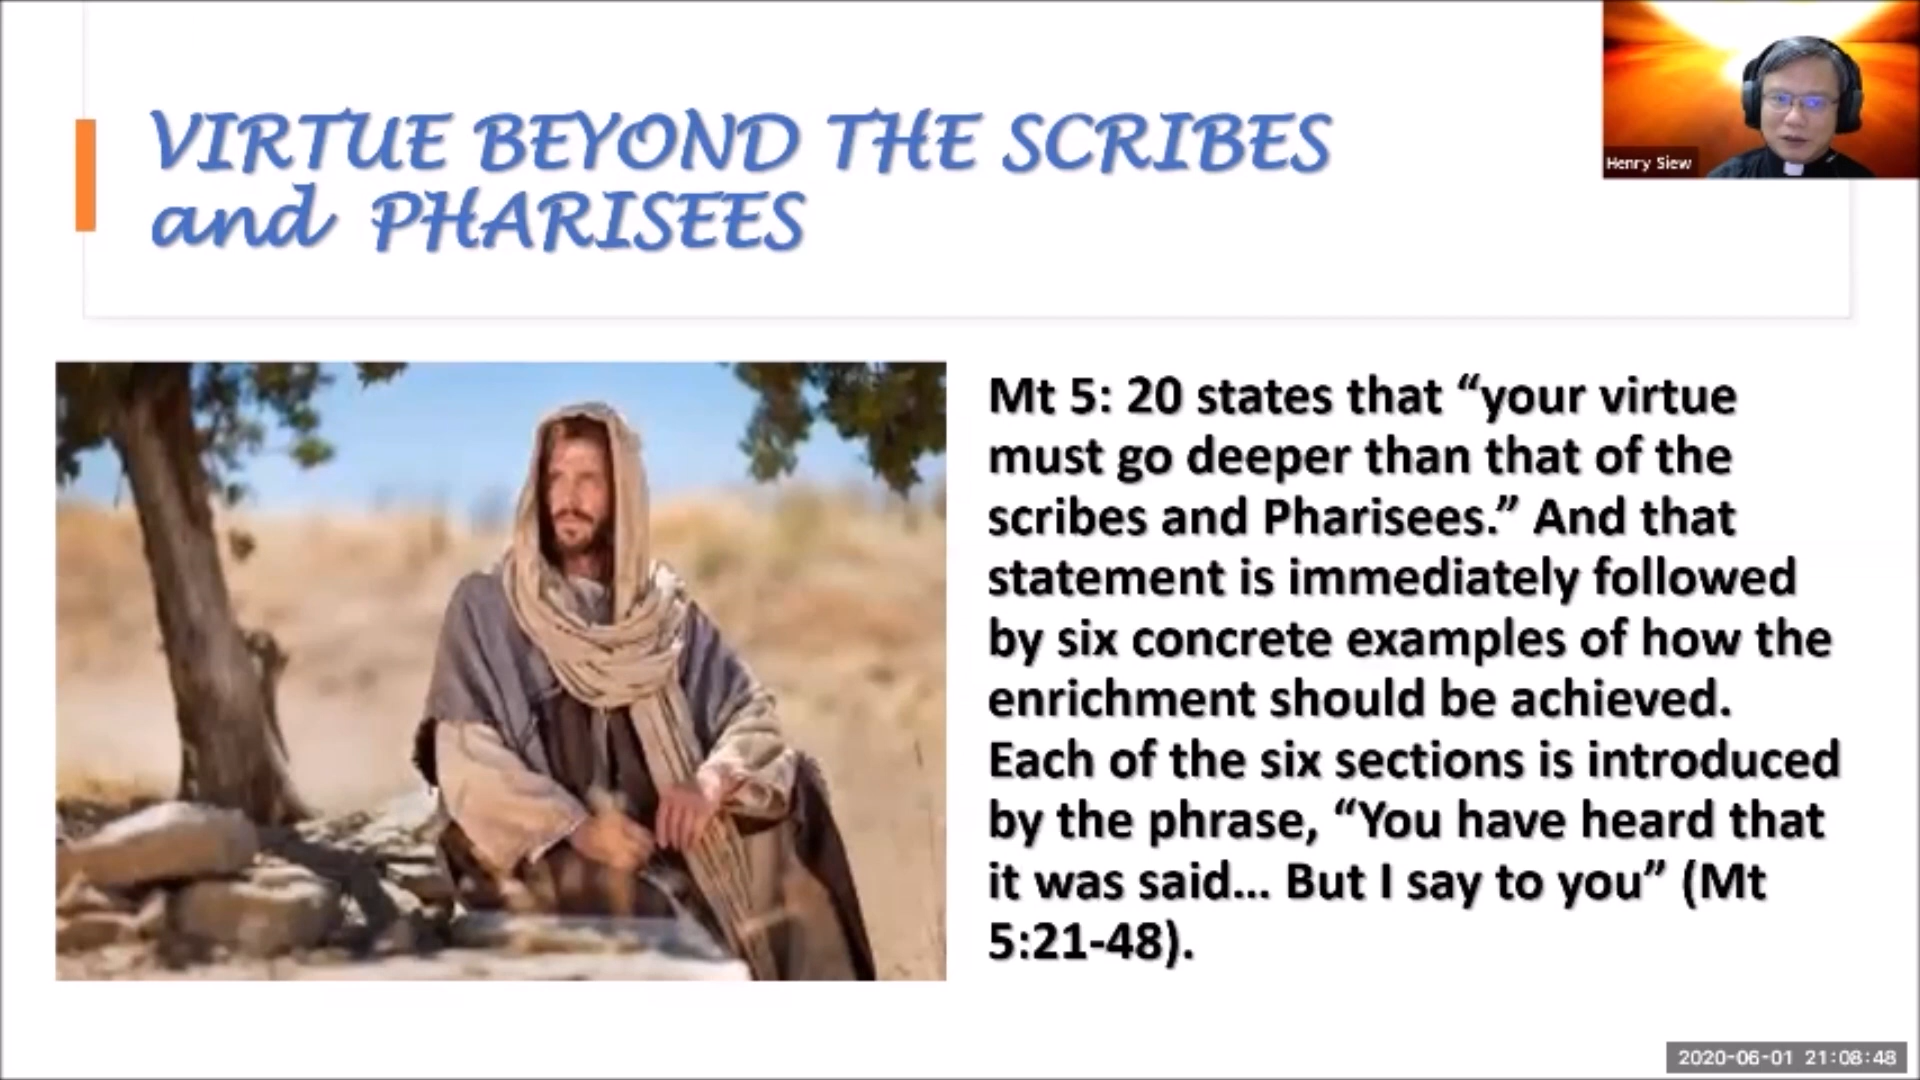 VIRTUE BEYOND THE SCRIBES
and PHARISEES
Henry Siew
Mt 5: 20 states that “your virtue
must go deeper than that of the
scribes and Pharisees.” And that
statement is immediately followed
by six concrete examples of how the
enrichment should be achieved.
Each of the six sections is introduced
by the phrase, “You have heard that
it was said... But I say to you” (Mt
5:21-48).
2020-06-01 21:08:48